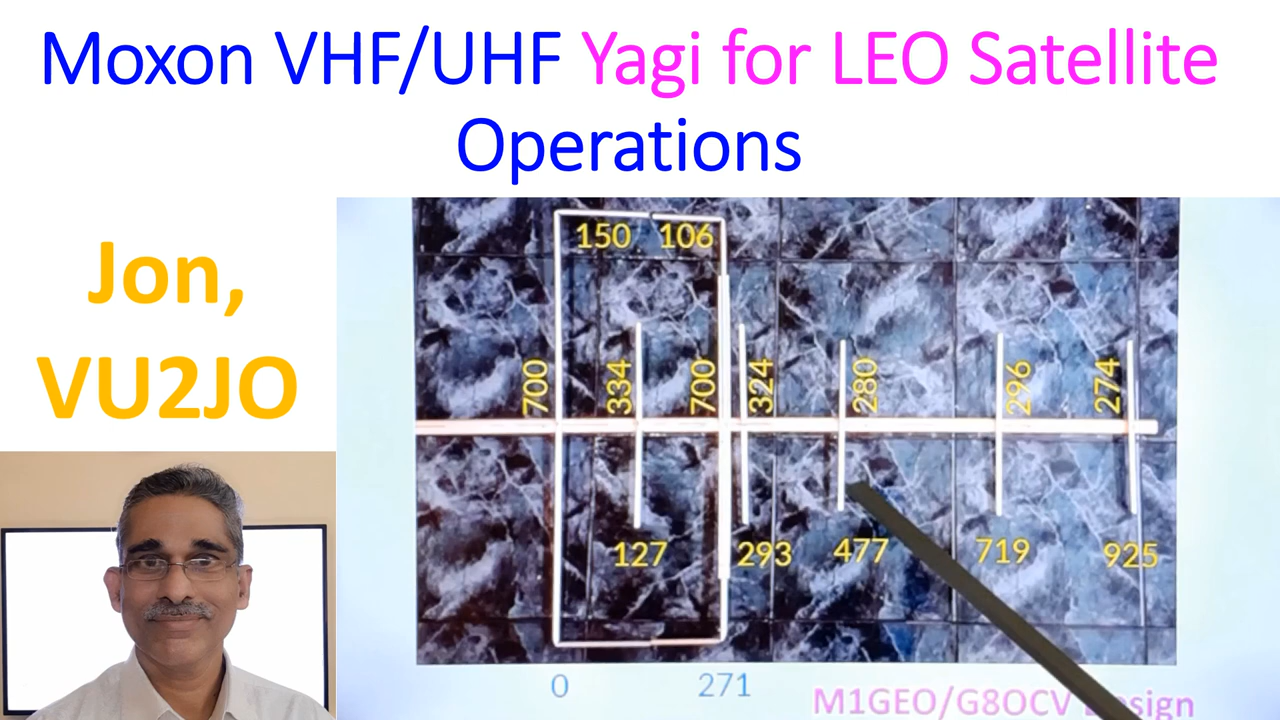 Moxon VHF/UHF Yagi for LEO Satellite
Operations
Jon,
VU2JO
150 106
700 334 700 324 280 296 274
127 293 477 719 925
0 271
M1GEO/G8OCV